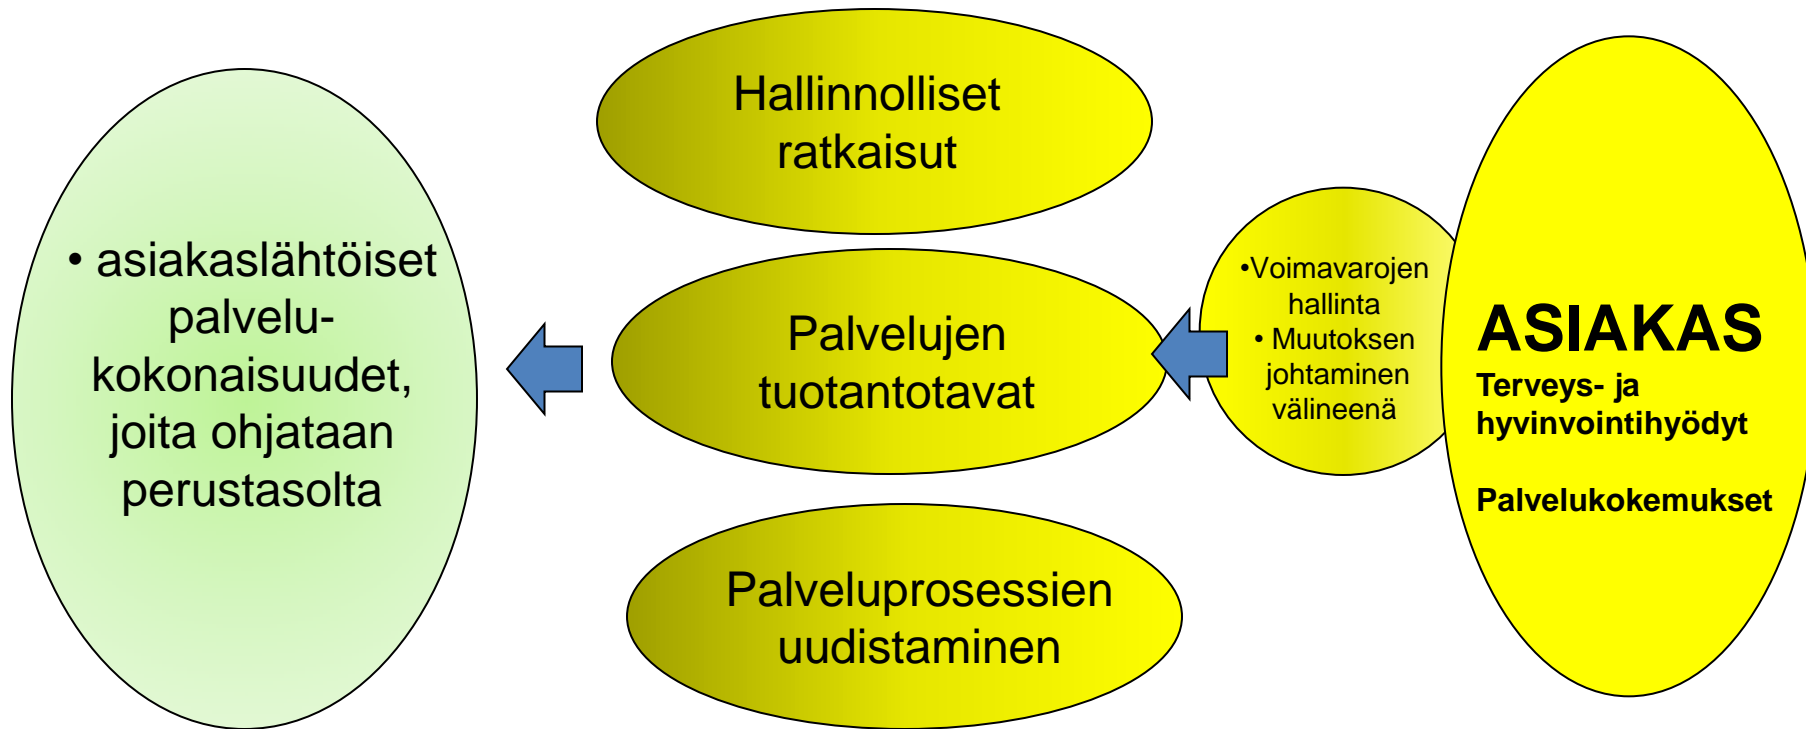 • asiakaslähtöiset
palvelu-
kokonaisuudet,
joita ohjataan
perustasolta
Hallinnolliset
ratkaisut
Palvelujen
tuotantotavat
Palveluprosessien
uudistaminen
•Voimavarojen
hallinta
• Muutoksen
johtaminen
välineenä
ASIAKAS
Terveys- ja
hyvinvointihyödyt
Palvelukokemukset